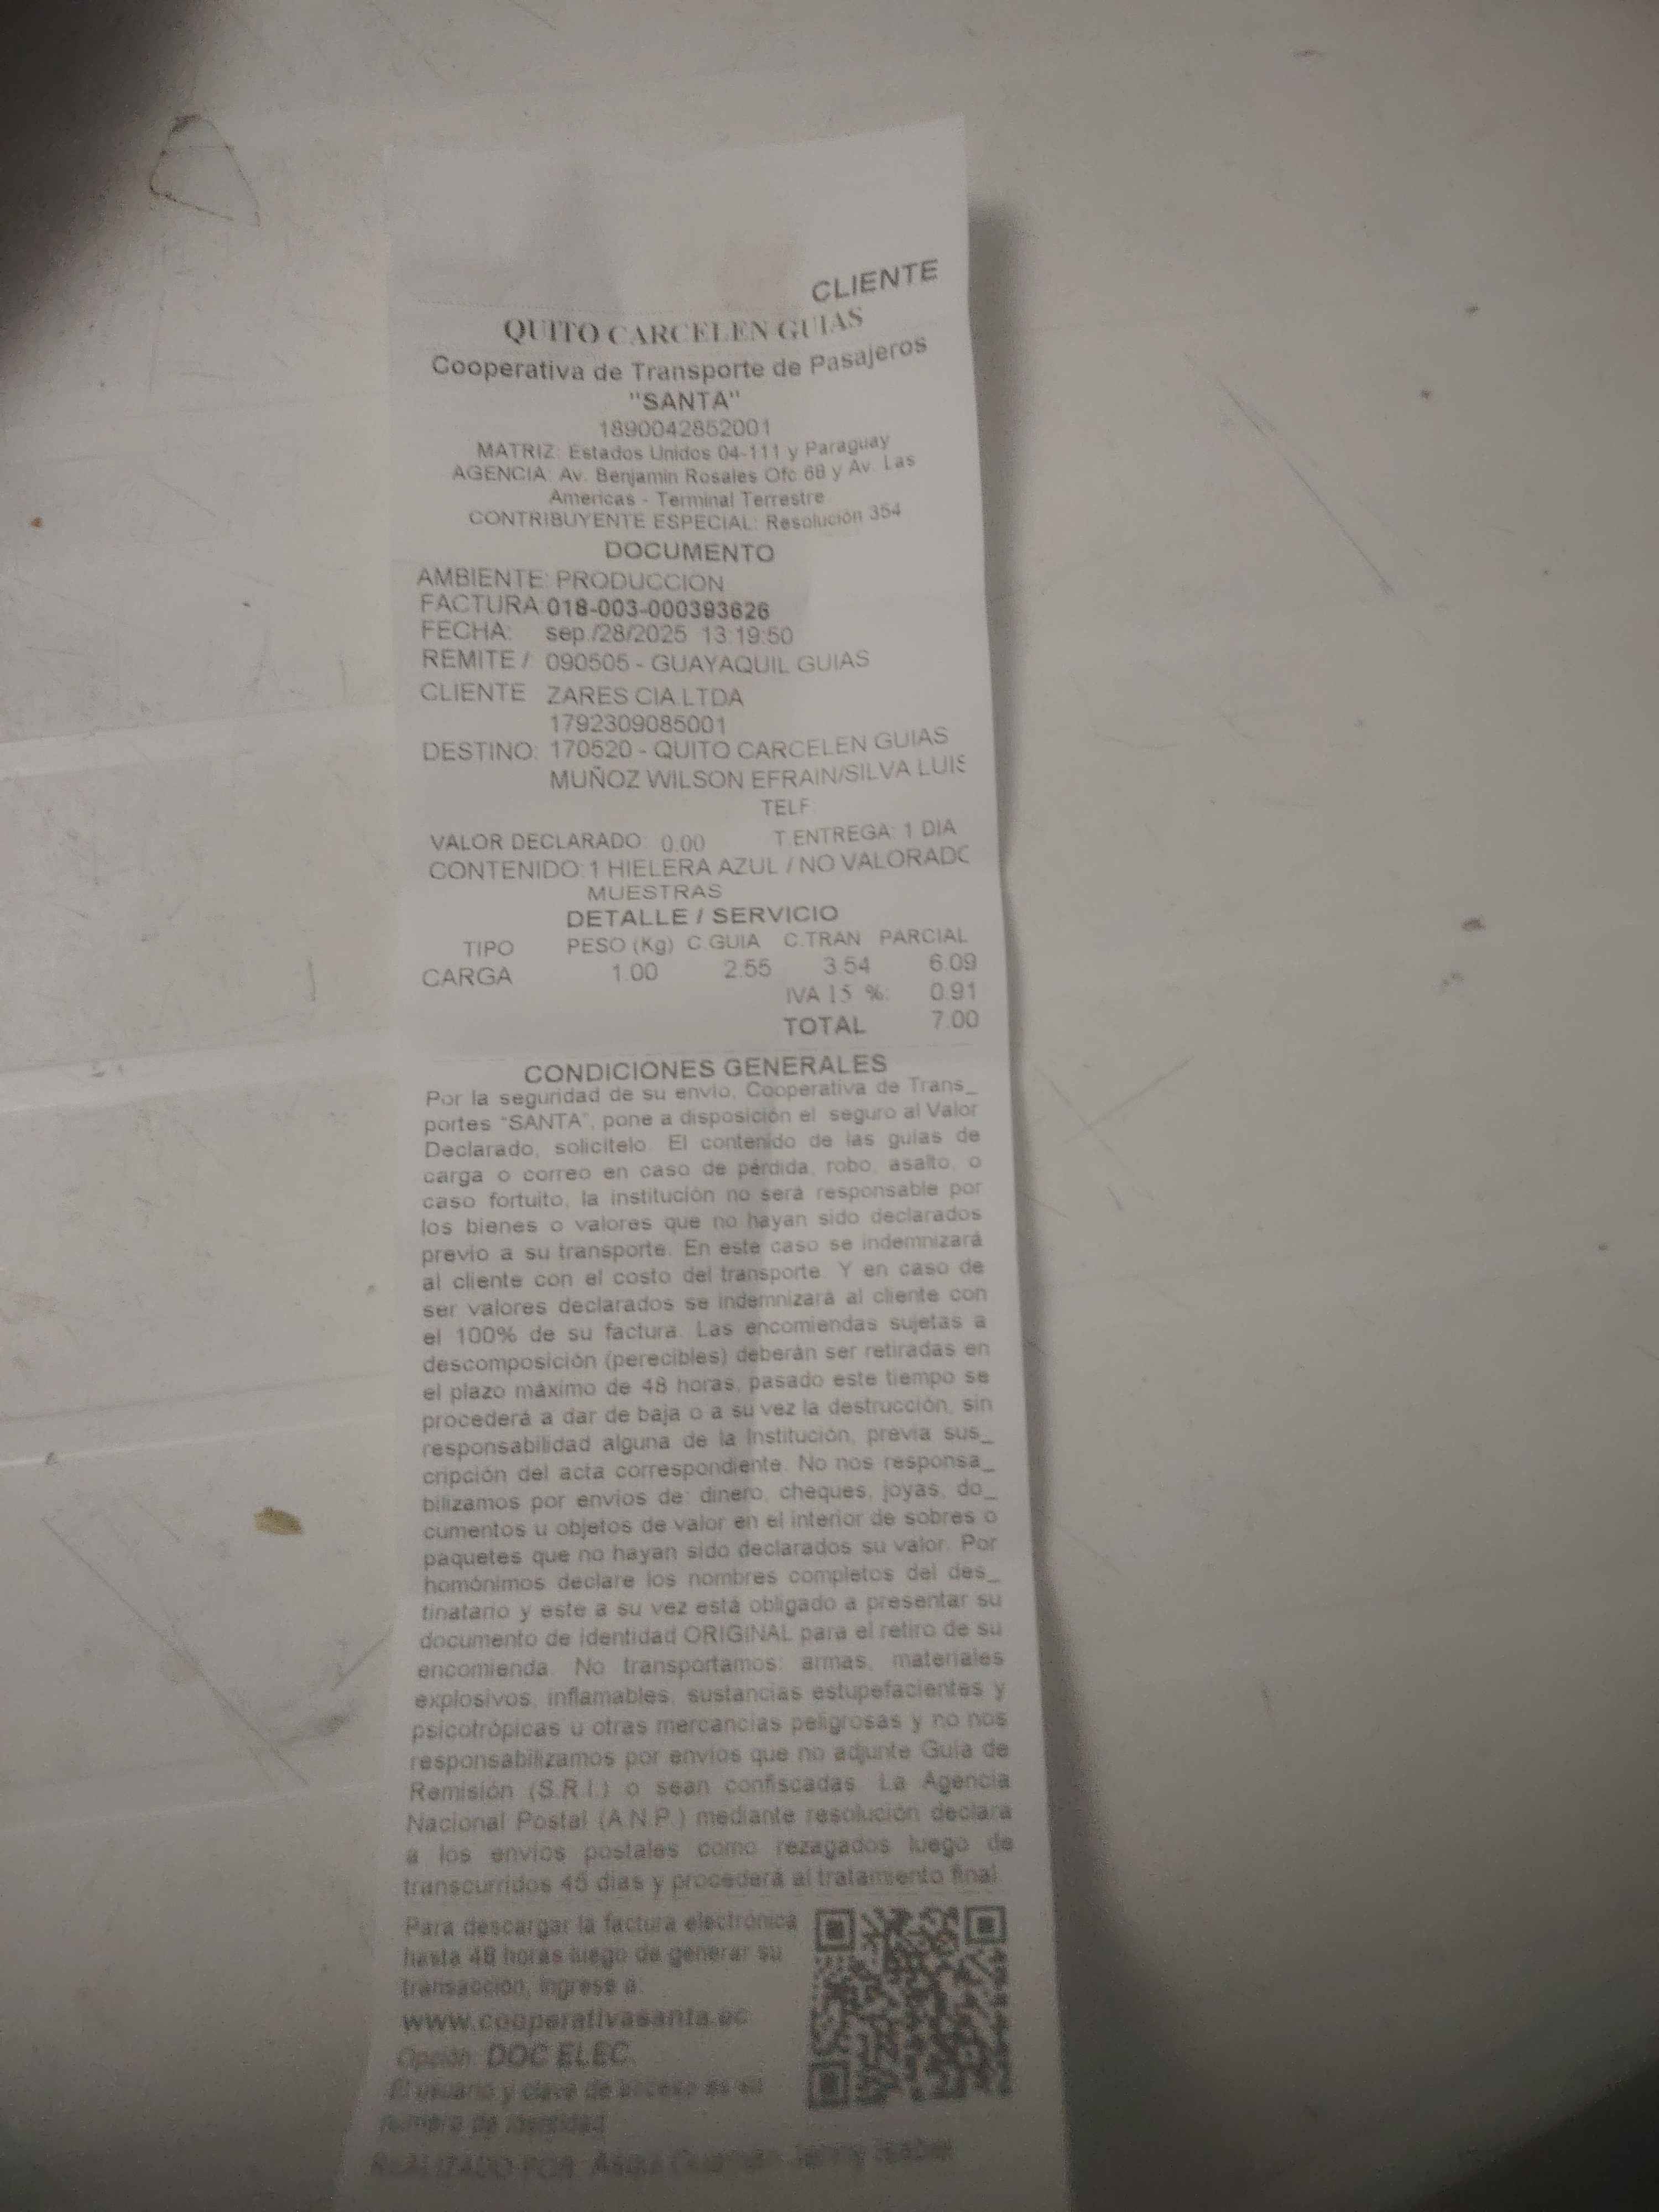 CLIENTE
QUITO CARCELEN GUIAS
Cooperativa de Transporte de Pasajeros
"SANTA"
1890042852001
MATRIZ: Estados Unidos 04-111 y Paraguay
AGENCIA: Av. Benjamin Rosales Ofc 68 y Av. Las
Americas - Terminal Terrestre
CONTRIBUYENTE ESPECIAL: Resolución 354
DOCUMENTO
AMBIENTE: PRODUCCION
FACTURA: 018-003-000393626
FECHA: sep./28/2025 13:19:50
REMITE /: 090505 - GUAYAQUIL GUIAS
CLIENTE ZARES CIA.LTDA
1792309085001
DESTINO: 170520 - QUITO CARCELEN GUIAS
MUÑOZ WILSON EFRAIN/SILVA LUIS
TELF
VALOR DECLARADO: 0.00 T.ENTREGA: 1 DIA
CONTENIDO: 1 HIELERA AZUL / NO VALORADO
MUESTRAS
DETALLE / SERVICIO
TIPO PESO (Kg) C.GUIA C.TRAN PARCIAL
CARGA 1.00 2.55 3.54 6.09
IVA 15 %: 0.91
TOTAL 7.00
CONDICIONES GENERALES
Por la seguridad de su envío, Cooperativa de Trans_
portes "SANTA", pone a disposición el seguro al Valor
Declarado, solicítelo. El contenido de las guías de
carga o correo en caso de pérdida, robo, asalto, o
caso fortuito, la institución no será responsable por
los bienes o valores que no hayan sido declarados
previo a su transporte. En este caso se indemnizará
al cliente con el costo del transporte. Y en caso de
ser valores declarados se indemnizará al cliente con
el 100% de su factura. Las encomiendas sujetas a
descomposición (perecibles) deberán ser retiradas en
el plazo máximo de 48 horas, pasado este tiempo se
procederá a dar de baja o a su vez la destrucción, sin
responsabilidad alguna de la Institución, previa sus_
cripción del acta correspondiente. No nos responsa_
bilizamos por envíos de: dinero, cheques, joyas, do_
cumentos u objetos de valor en el interior de sobres o
paquetes que no hayan sido declarados su valor. Por
homónimos declare los nombres completos del des_
tinatario y este a su vez está obligado a presentar su
documento de identidad ORIGINAL para el retiro de su
encomienda. No transportamos: armas, materiales
explosivos, inflamables, sustancias estupefacientes y
psicotrópicas u otras mercancías peligrosas y no nos
responsabilizamos por envíos que no adjunte Guía de
Remisión (S.R.I.) o sean confiscadas. La Agencia
Nacional Postal (A.N.P.) mediante resolución declara
a los envíos postales como rezagados luego de
transcurridos 45 días y procederá al tratamiento final.
Para descargar la factura electrónica
hasta 48 horas luego de generar su
transacción, ingrese a:
www.cooperativasanta.ec
Opción: DOC ELEC.
El usuario y clave de acceso es su
número de identidad
REALIZADO POR: